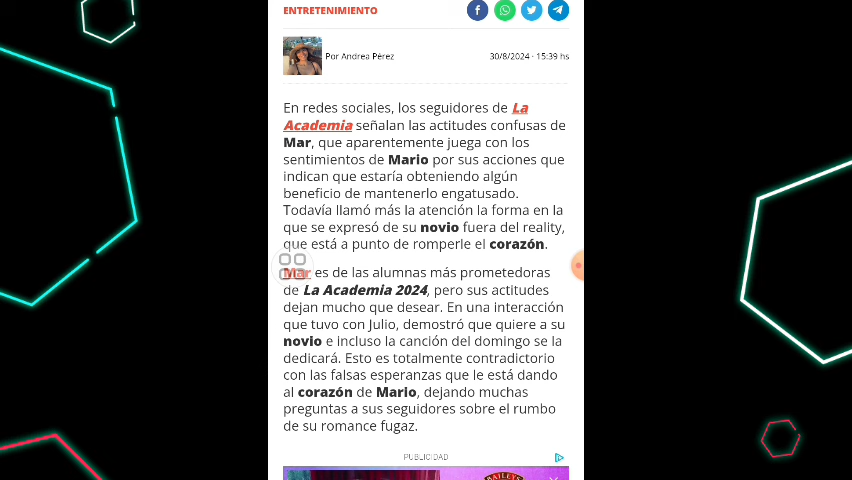 ENTRETENIMIENTO
Por Andrea Pérez
30/8/2024 · 15:39 hs
En redes sociales, los seguidores de La
Academia señalan las actitudes confusas de
Mar, que aparentemente juega con los
sentimientos de Mario por sus acciones que
indican que estaría obteniendo algún
beneficio de mantenerlo engatusado.
Todavía llamó más la atención la forma en la
que se expresó de su novio fuera del reality,
que está a punto de romperle el corazón.
Mar es de las alumnas más prometedoras
de La Academia 2024, pero sus actitudes
dejan mucho que desear. En una interacción
que tuvo con Julio, demostró que quiere a su
novio e incluso la canción del domingo se la
dedicará. Esto es totalmente contradictorio
con las falsas esperanzas que le está dando
al corazón de Mario, dejando muchas
preguntas a sus seguidores sobre el rumbo
de su romance fugaz.
PUBLICIDAD
BAILEYS